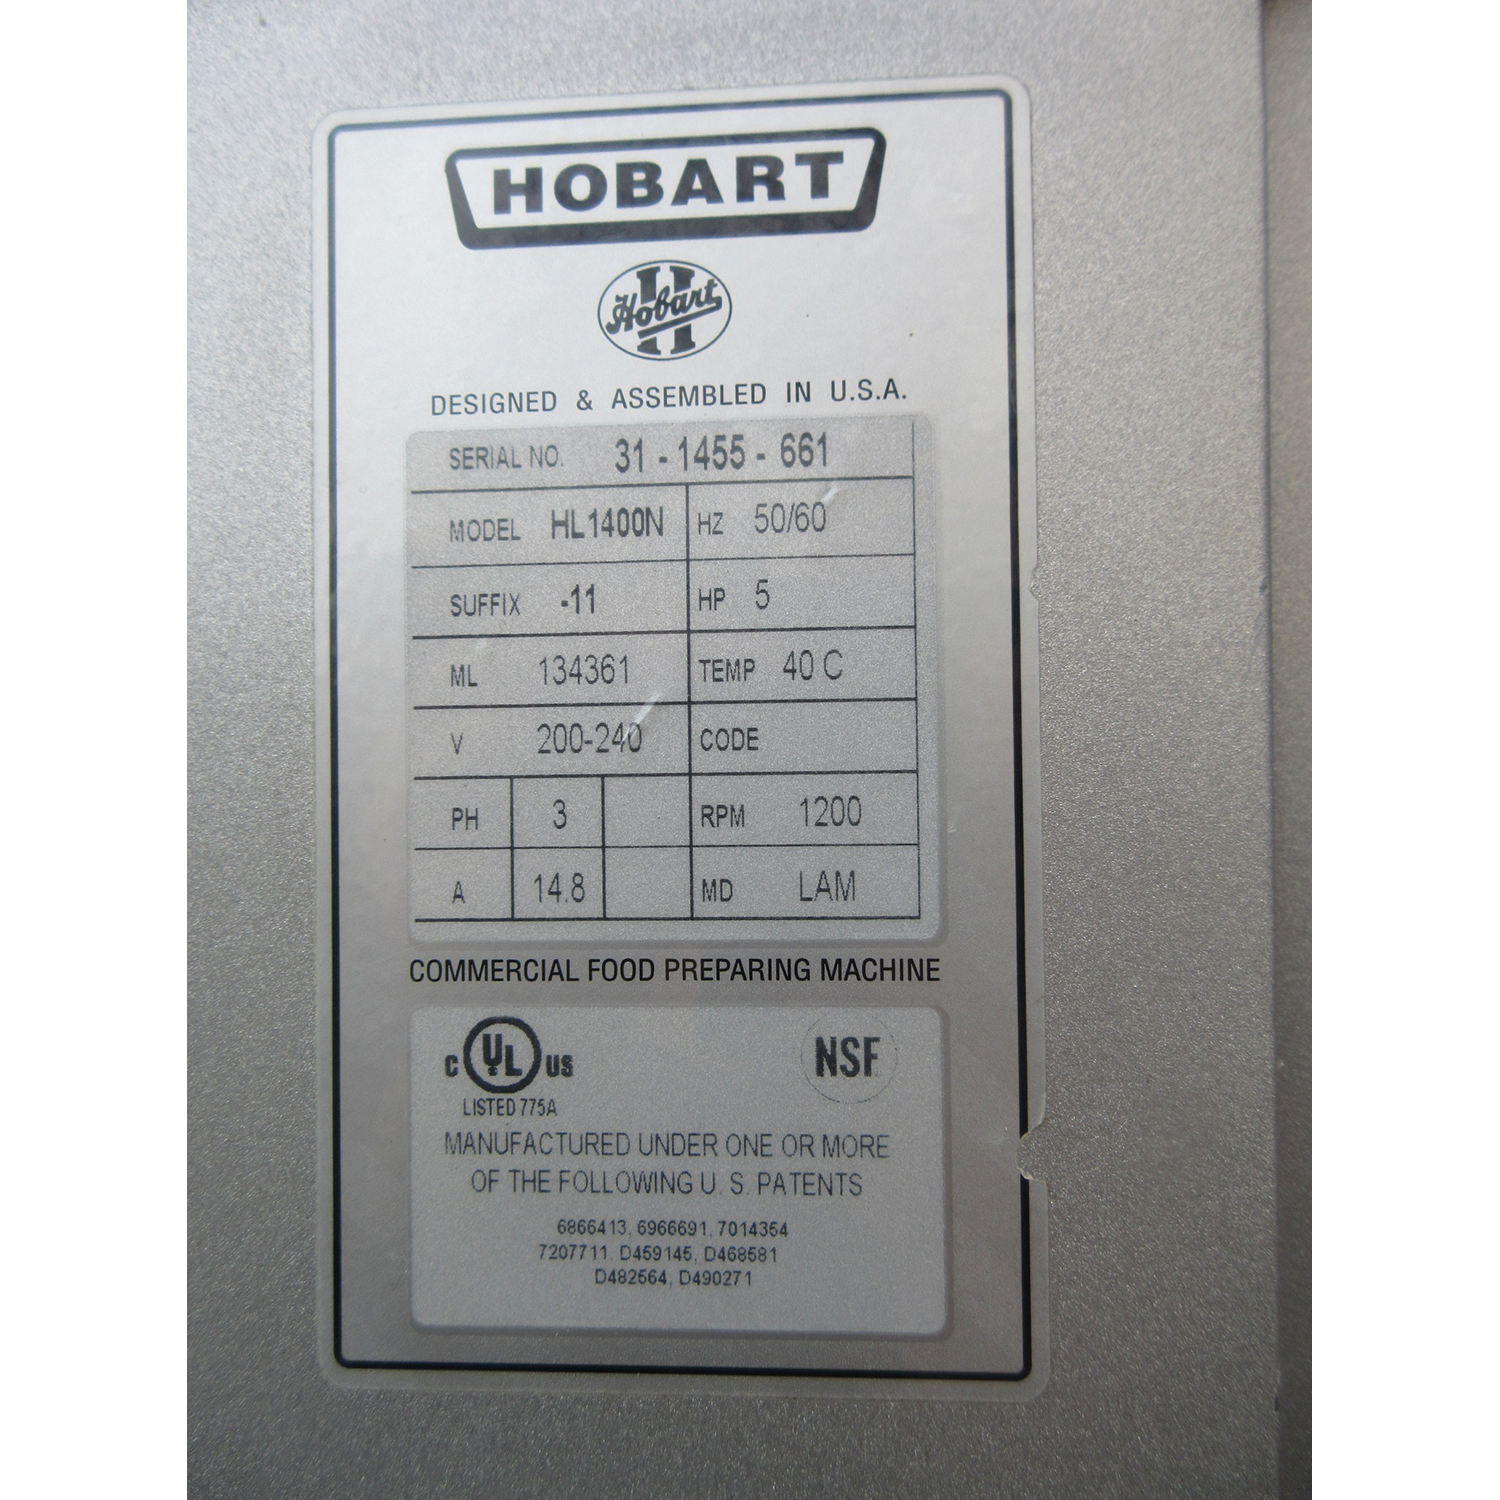 HOBART
Hobart
DESIGNED & ASSEMBLED IN U.S.A.
SERIAL NO. 31 - 1455 - 661
MODEL HL1400N HZ 50/60
SUFFIX -11 HP 5
ML 134361 TEMP 40 C
V 200-240 CODE
PH 3 RPM 1200
A 14.8 MD LAM
COMMERCIAL FOOD PREPARING MACHINE
C UL US NSF
LISTED 775A
MANUFACTURED UNDER ONE OR MORE
OF THE FOLLOWING U. S. PATENTS
6866413, 6966691, 7014354
7207711, D459145, D468581
D482564, D490271